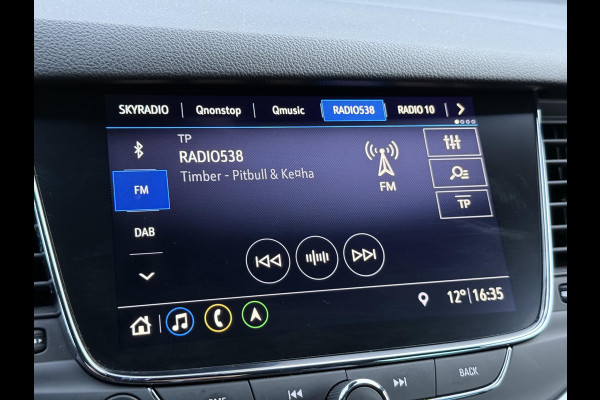 SKYRADIO | Qnonstop | Qmusic | RADIO538 | RADIO 10
TP
RADIO538
Timber - Pitbull & Ke¤ha
FM
FM
DAB
TP
12° | 16:35
BACK